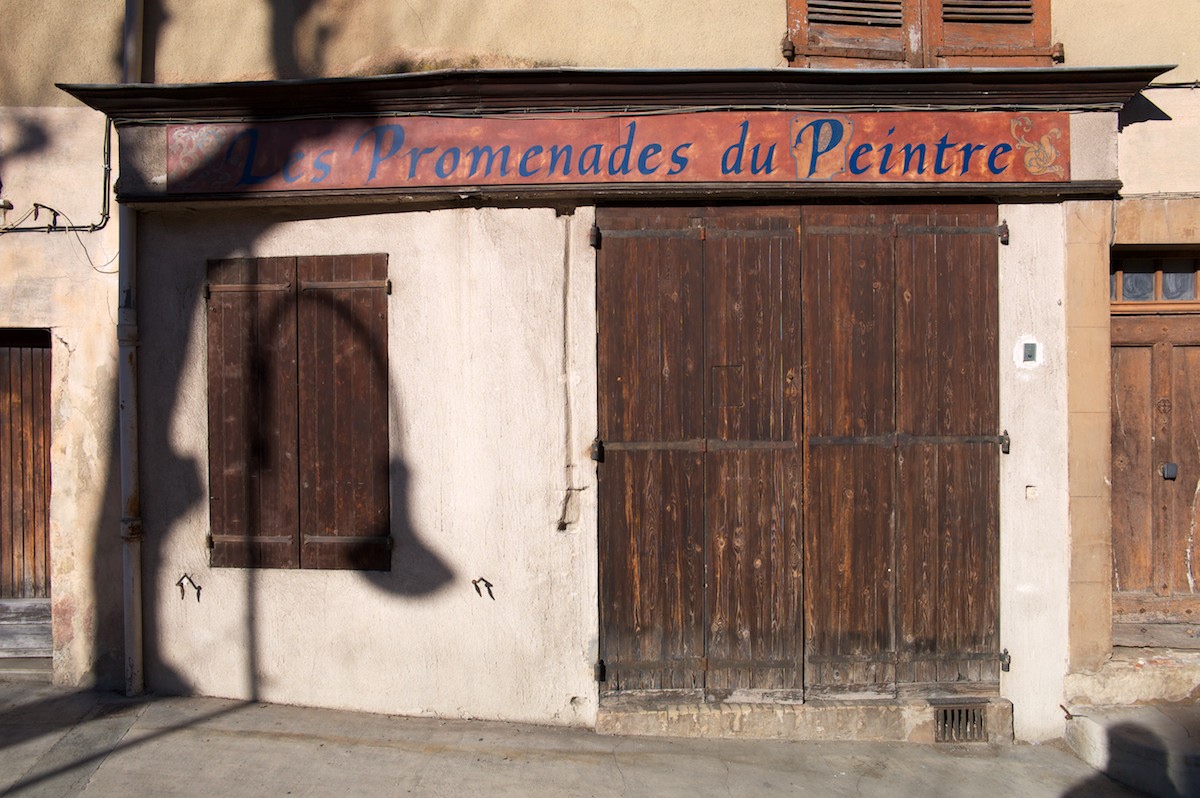 Les Promenades du Peintre